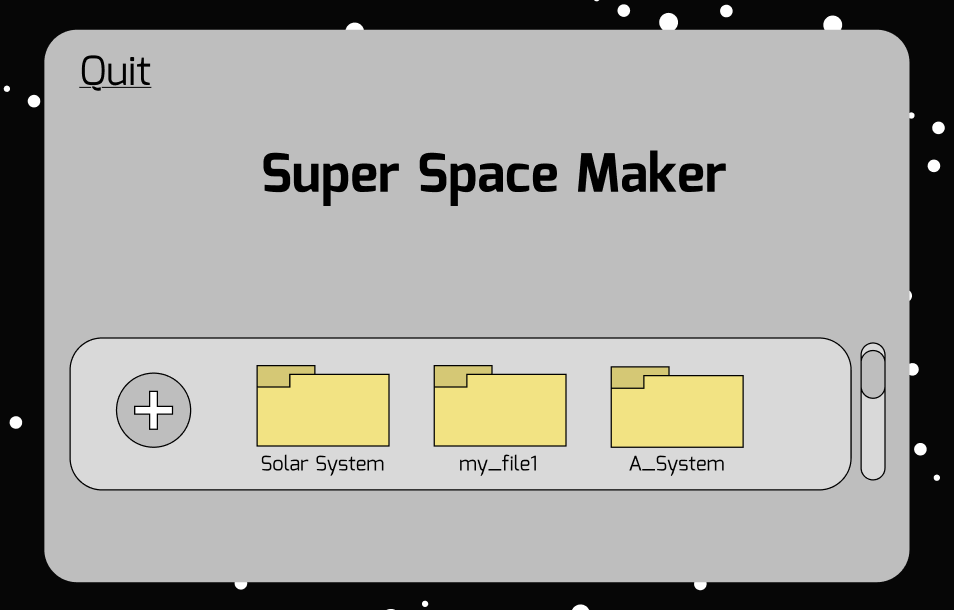 Quit
Super Space Maker
Solar System
my_file1
A_System